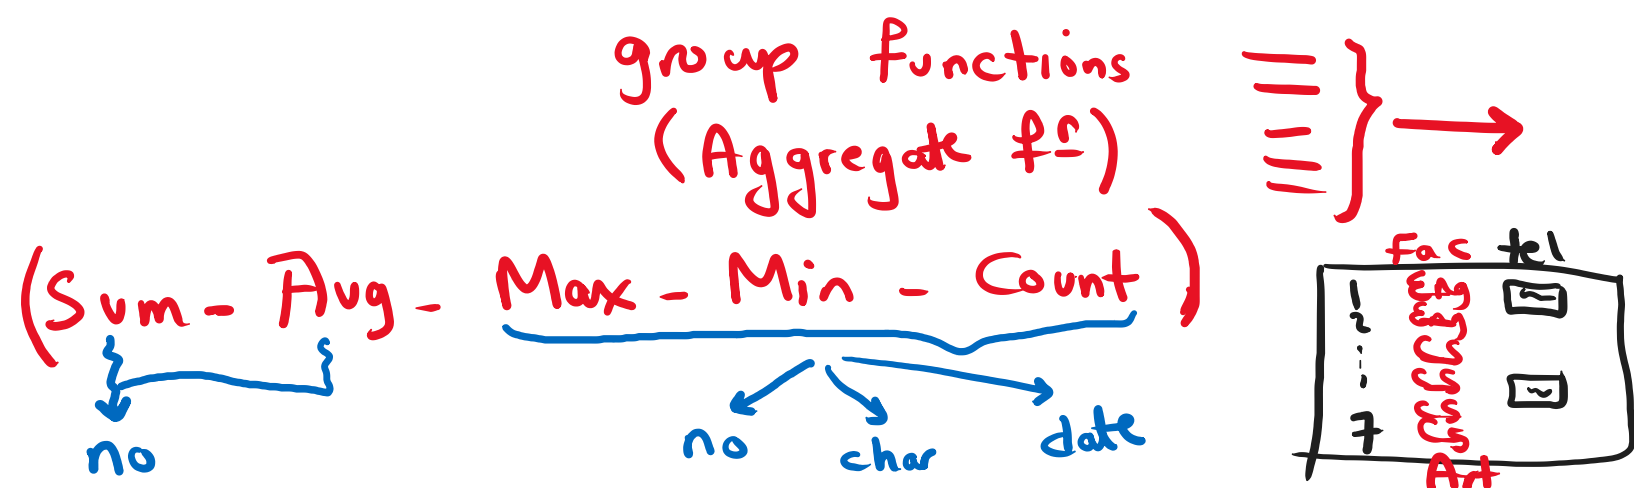 group functions
(Aggregate fn)
(Sum - Avg - Max - Min - Count)
no
no char date
Fac tel
1 Eng
2 Eng
Cs
Cs
Cs
7 Cs
Art